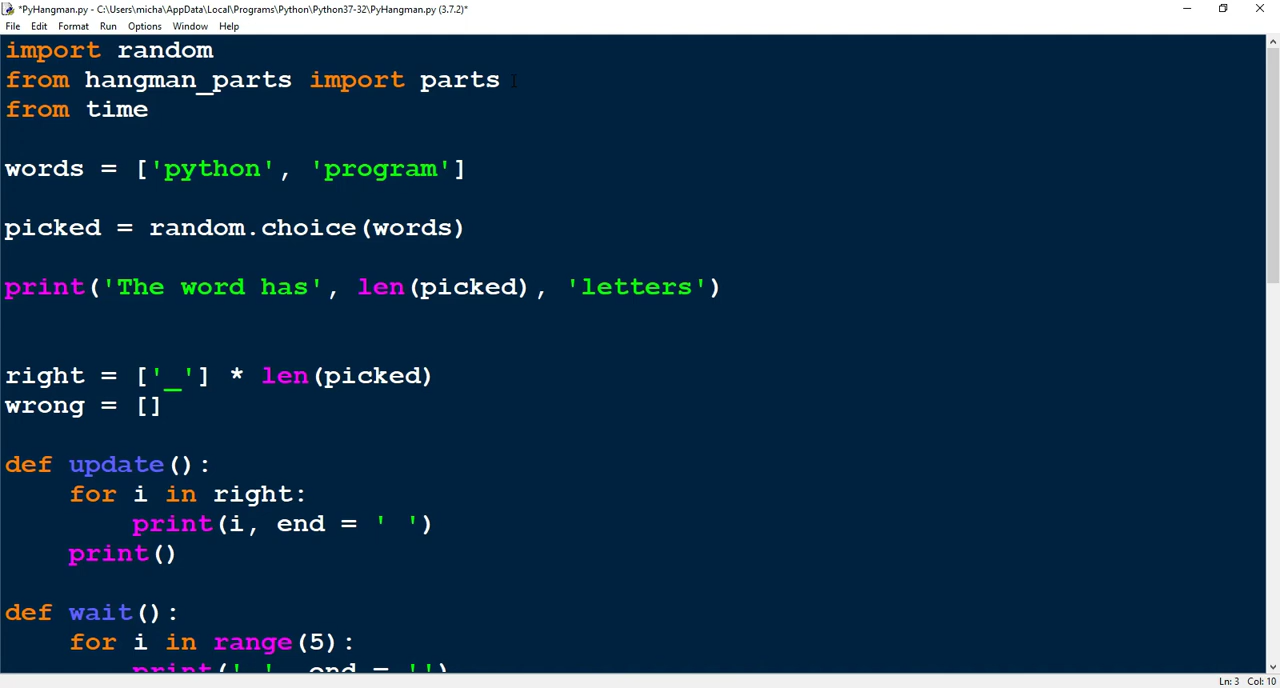 *PyHangman.py - C:\Users\micha\AppData\Local\Programs\Python\Python37-32\PyHangman.py (3.7.2)*
File Edit Format Run Options Window Help
import random
from hangman_parts import parts
from time
words = ['python', 'program']
picked = random.choice(words)
print('The word has', len(picked), 'letters')
right = ['_'] * len(picked)
wrong = []
def update():
    for i in right:
        print(i, end = ' ')
    print()
def wait():
    for i in range(5):
        print('.', end = '')
Ln: 3 Col: 10